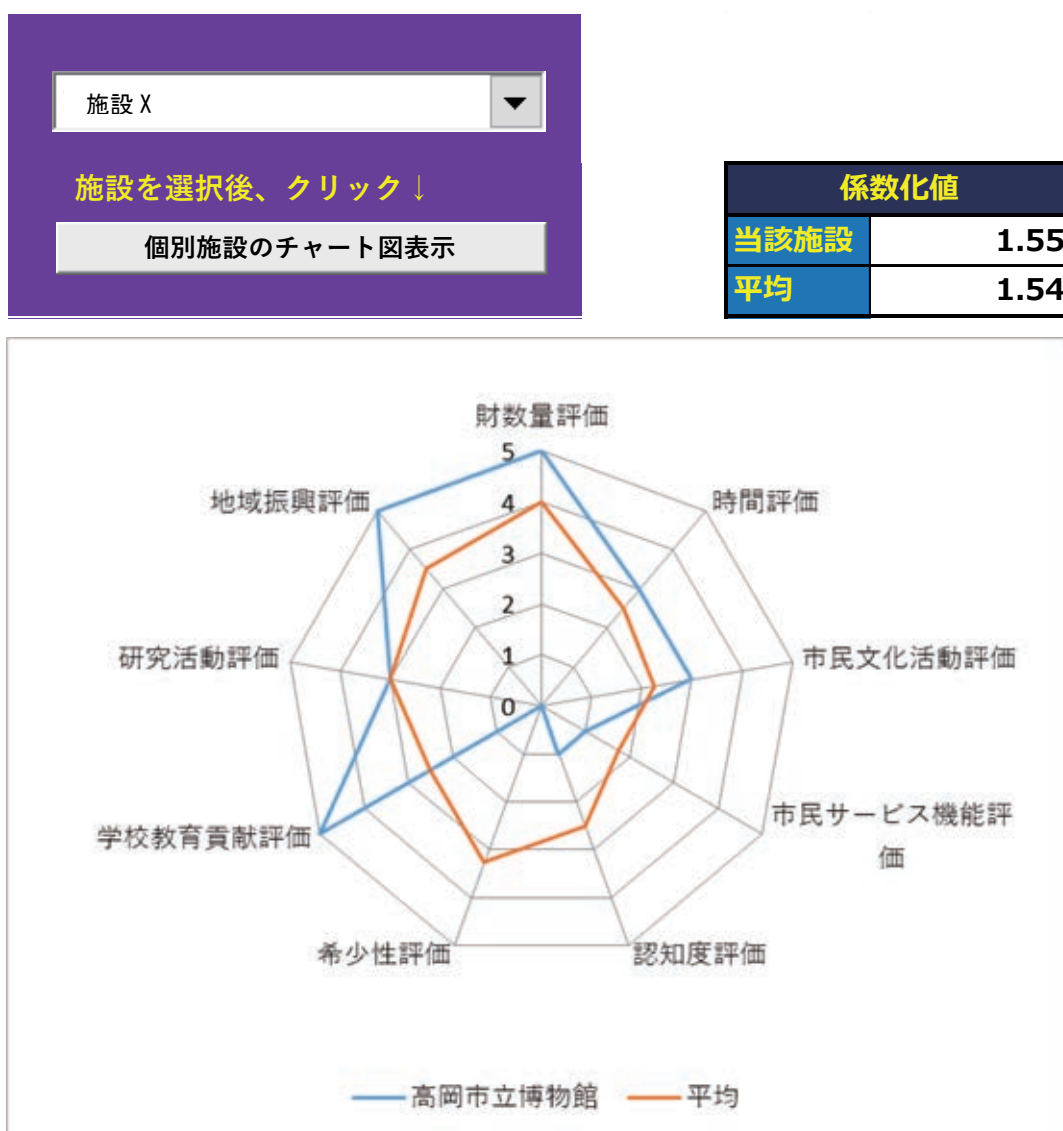 施設 X
施設を選択後、クリック↓
個別施設のチャート図表示
係数化値
当該施設 1.55
平均 1.54
財数量評価
時間評価
市民文化活動評価
市民サービス機能評
価
認知度評価
希少性評価
学校教育貢献評価
研究活動評価
地域振興評価
5
4
3
2
1
0
高岡市立博物館 平均